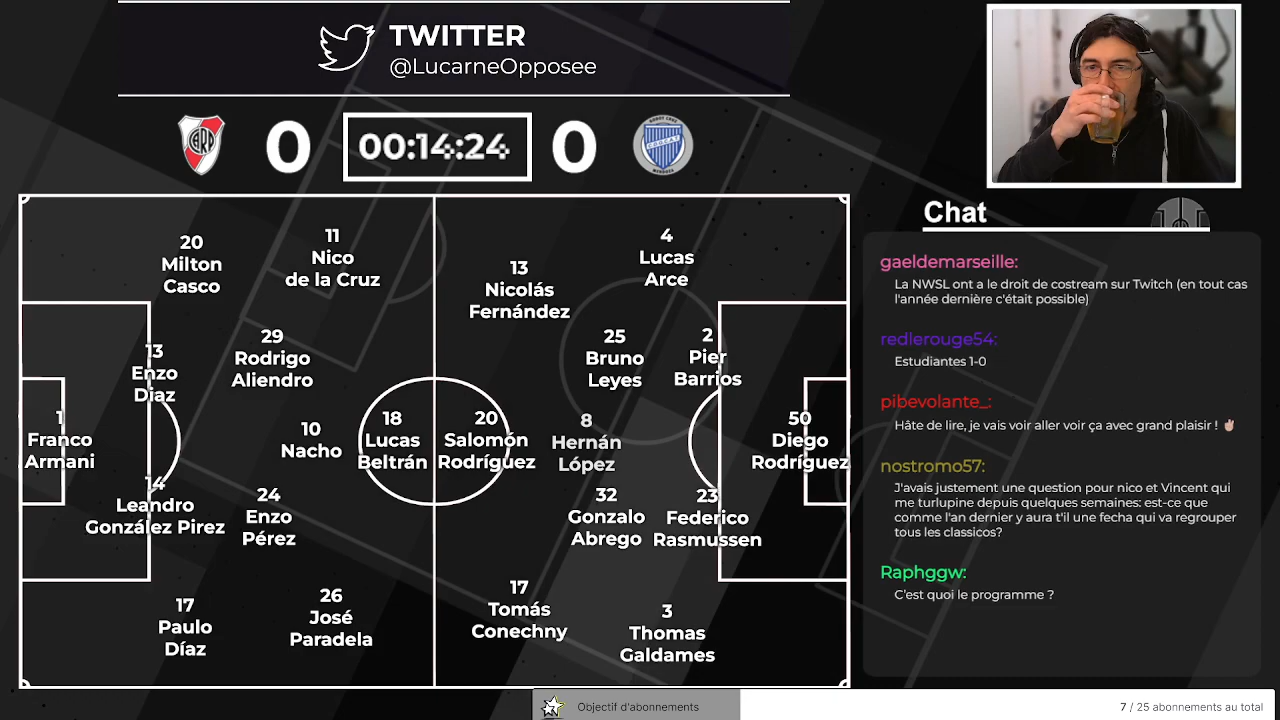 TWITTER
@LucarneOpposee
CARP
0
00:14:24
0
GODOY CRUZ
MENDOZA
20
Milton
Casco
11
Nico
de la Cruz
13
Enzo
Diaz
29
Rodrigo
Aliendro
1
Franco
Armani
10
Nacho
18
Lucas
Beltrán
14
Leandro
González Pirez
24
Enzo
Pérez
17
Paulo
Díaz
26
José
Paradela
13
Nicolás
Fernández
4
Lucas
Arce
25
Bruno
Leyes
2
Pier
Barrios
20
Salomón
Rodríguez
8
Hernán
López
50
Diego
Rodríguez
32
Gonzalo
Abrego
23
Federico
Rasmussen
17
Tomás
Conechny
3
Thomas
Galdames
Chat
gaeldemarseille:
La NWSL ont a le droit de costream sur Twitch (en tout cas
l'année dernière c'était possible)
redlerouge54:
Estudiantes 1-0
pibevolante_:
Hâte de lire, je vais voir aller voir ça avec grand plaisir ! ✌🏻
nostromo57:
J'avais justement une question pour nico et Vincent qui
me turlupine depuis quelques semaines: est-ce que
comme l'an dernier y aura t'il une fecha qui va regrouper
tous les classicos?
Raphggw:
C'est quoi le programme ?
Objectif d'abonnements
7 / 25 abonnements au total